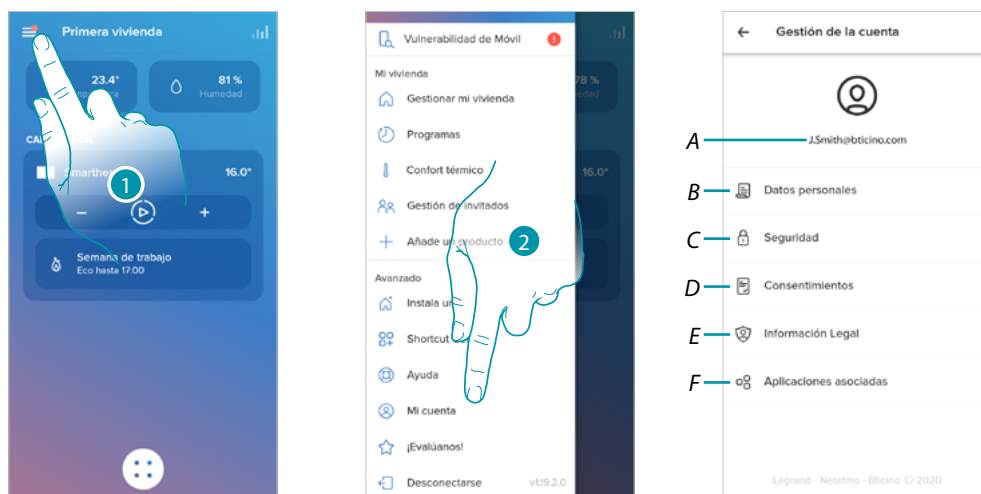 Primera vivienda
23.4°
81 %
Humedad
16.0°
1
−
+
Semana de trabajo
Eco hasta 17:00
Vulnerabilidad de Móvil
!
Mi vivienda
Gestionar mi vivienda
Programas
Confort térmico
Gestión de invitados
Añade un producto
2
Avanzado
Instala un
Shortcut
Ayuda
Mi cuenta
¡Evalúanos!
Desconectarse v1.19.2.0
78 %
16.0°
Gestión de la cuenta
A
J.Smith@bticino.com
B Datos personales
C Seguridad
D Consentimientos
E Información Legal
F Aplicaciones asociadas
Legrand - Netatmo - Bticino © 2020